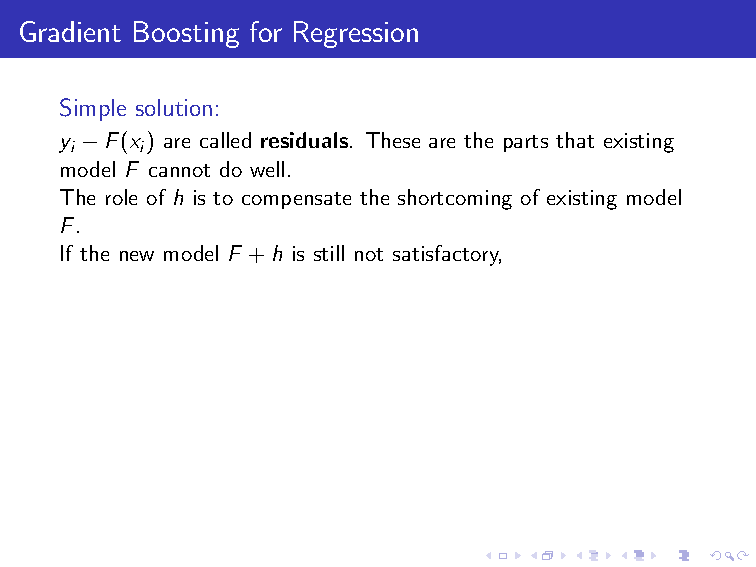 Gradient Boosting for Regression
Simple solution:
yᵢ − F(xᵢ) are called residuals. These are the parts that existing
model F cannot do well.
The role of h is to compensate the shortcoming of existing model
F.
If the new model F + h is still not satisfactory,